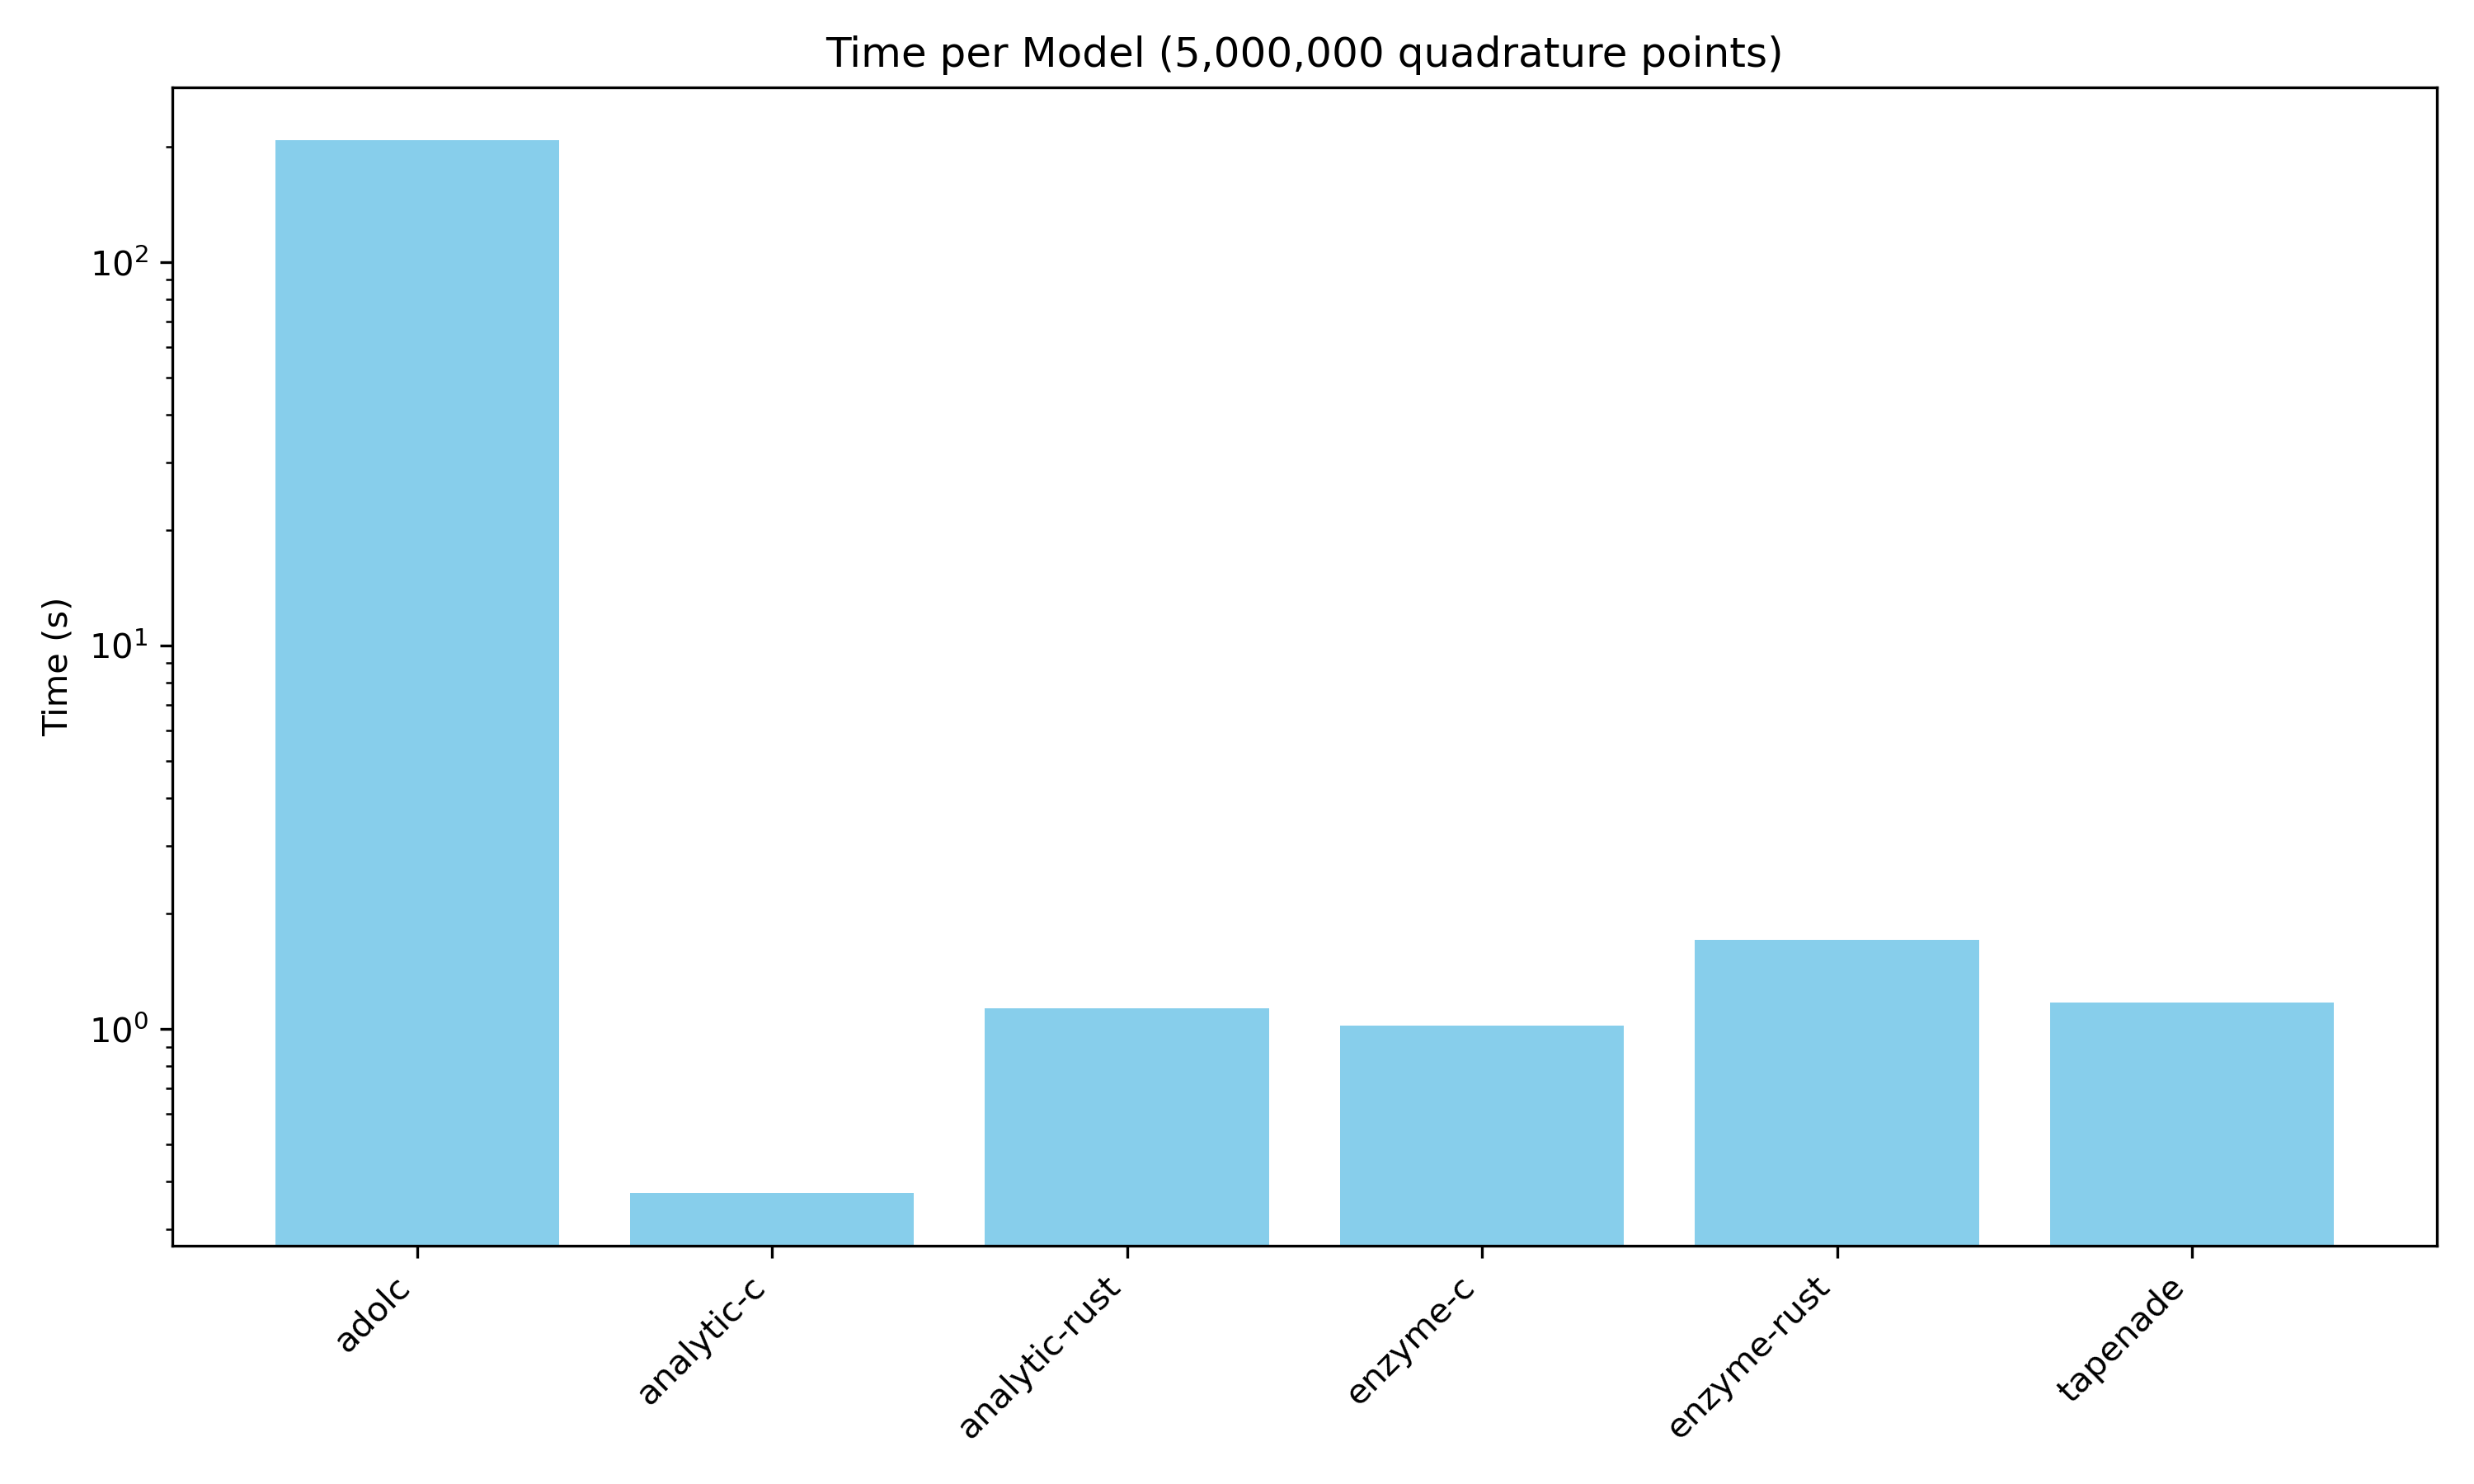 Time per Model (5,000,000 quadrature points)
Time (s)
10²
10¹
10⁰
adolc
analytic-c
analytic-rust
enzyme-c
enzyme-rust
tapenade